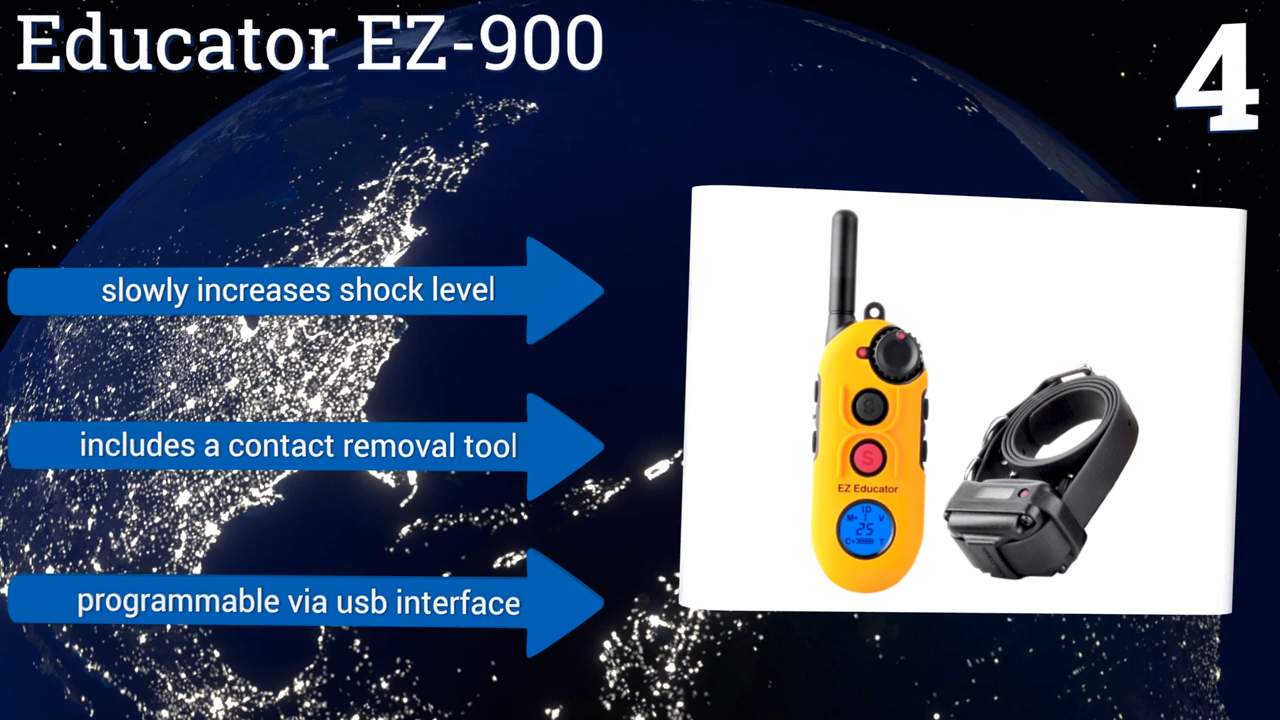 Educator EZ-900
4
slowly increases shock level
includes a contact removal tool
programmable via usb interface
S
S
EZ Educator
1D
M+ V
25
C+ T